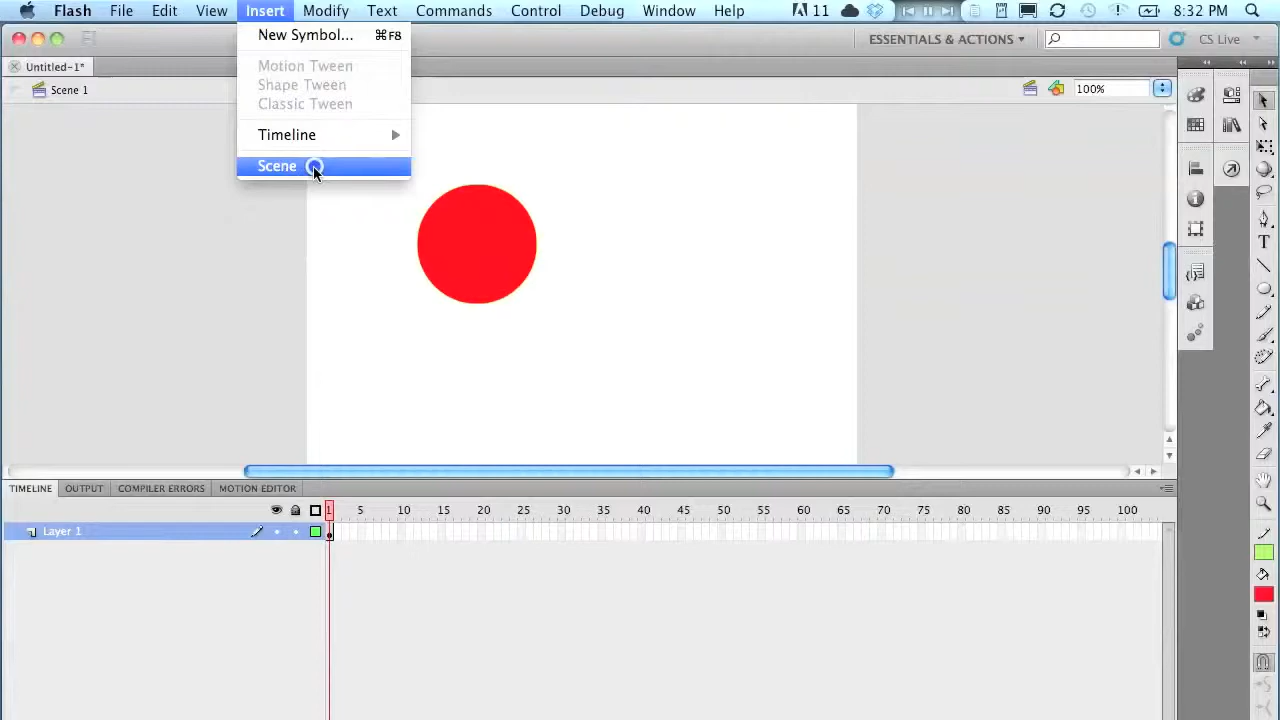 Flash File Edit View Insert Modify Text Commands Control Debug Window Help 11 8:32 PM
New Symbol... ⌘F8
ESSENTIALS & ACTIONS CS Live
Untitled-1*
Motion Tween
Shape Tween
Scene 1
100%
Classic Tween
Timeline
Scene
TIMELINE OUTPUT COMPILER ERRORS MOTION EDITOR
1 5 10 15 20 25 30 35 40 45 50 55 60 65 70 75 80 85 90 95 100
Layer 1